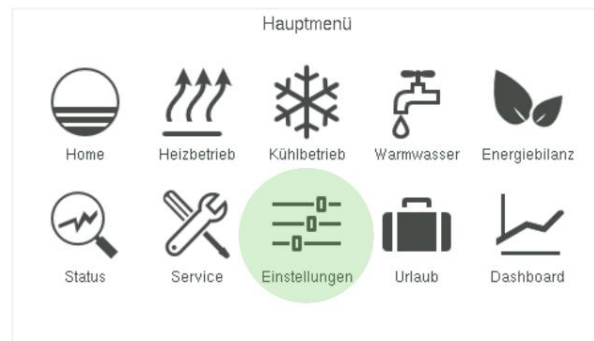 Hauptmenü
Home Heizbetrieb Kühlbetrieb Warmwasser Energiebilanz
Status Service Einstellungen Urlaub Dashboard